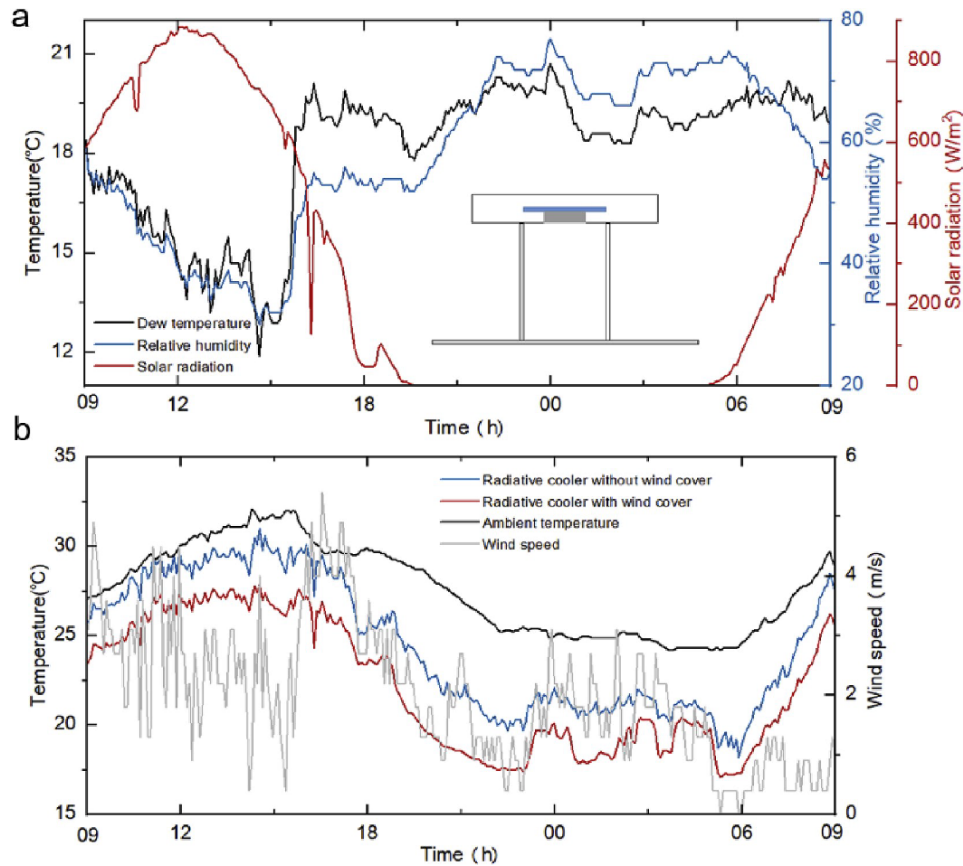 a
21
18
15
12
Temperature(℃)
80
60
40
20
Relative humidity (%)
800
600
400
200
0
Solar radiation (W/m²)
Dew temperature
Relative humidity
Solar radiation
09 12 18 00 06 09
Time (h)
b
35
30
25
20
15
Temperature(℃)
6
4
2
0
Wind speed (m/s)
Radiative cooler without wind cover
Radiative cooler with wind cover
Ambient temperature
Wind speed
09 12 18 00 06 09
Time (h)